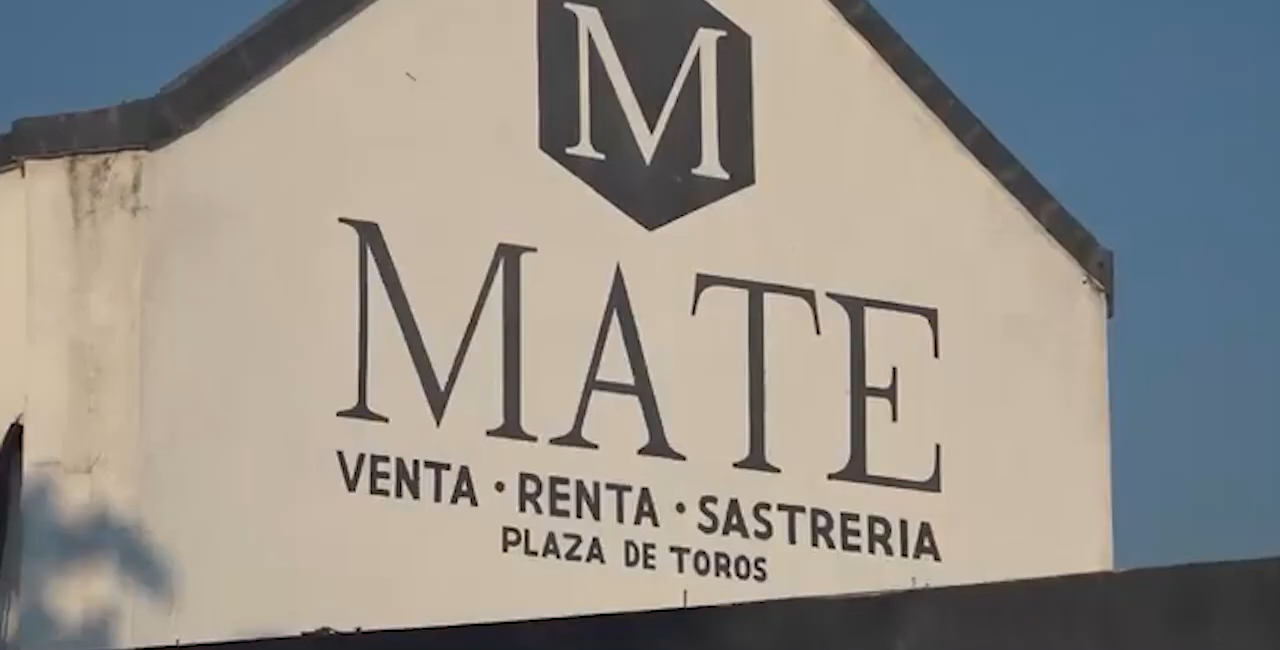 M
MATE
VENTA · RENTA · SASTRERIA
PLAZA DE TOROS